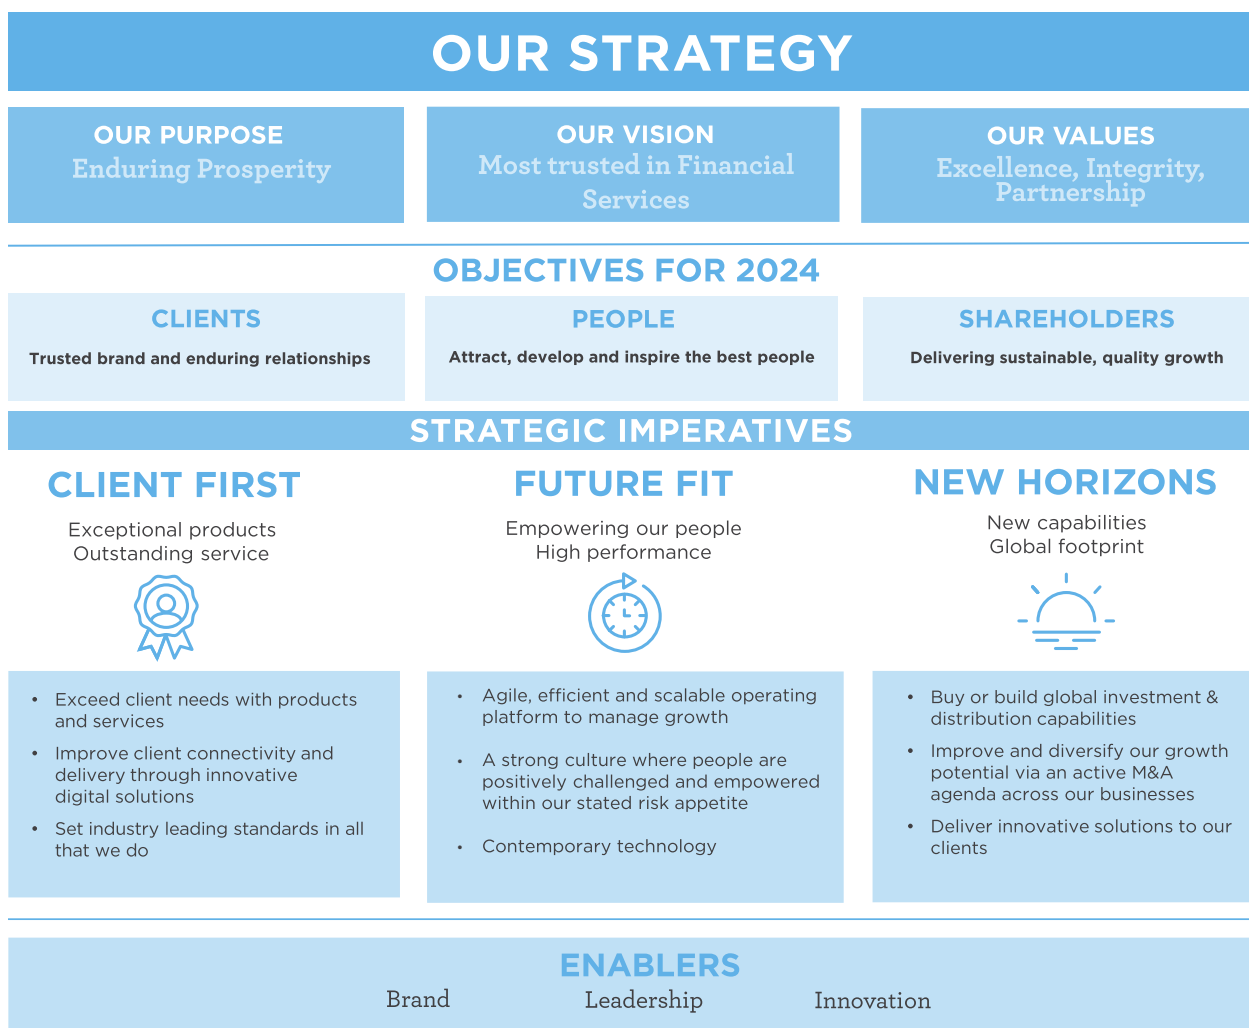 OUR STRATEGY
OUR PURPOSE
Enduring Prosperity
OUR VISION
Most trusted in Financial
Services
OUR VALUES
Excellence, Integrity,
Partnership
OBJECTIVES FOR 2024
CLIENTS
Trusted brand and enduring relationships
PEOPLE
Attract, develop and inspire the best people
SHAREHOLDERS
Delivering sustainable, quality growth
STRATEGIC IMPERATIVES
CLIENT FIRST
Exceptional products
Outstanding service
• Exceed client needs with products
and services
• Improve client connectivity and
delivery through innovative
digital solutions
• Set industry leading standards in all
that we do
FUTURE FIT
Empowering our people
High performance
• Agile, efficient and scalable operating
platform to manage growth
• A strong culture where people are
positively challenged and empowered
within our stated risk appetite
• Contemporary technology
NEW HORIZONS
New capabilities
Global footprint
• Buy or build global investment &
distribution capabilities
• Improve and diversify our growth
potential via an active M&A
agenda across our businesses
• Deliver innovative solutions to our
clients
ENABLERS
Brand
Leadership
Innovation